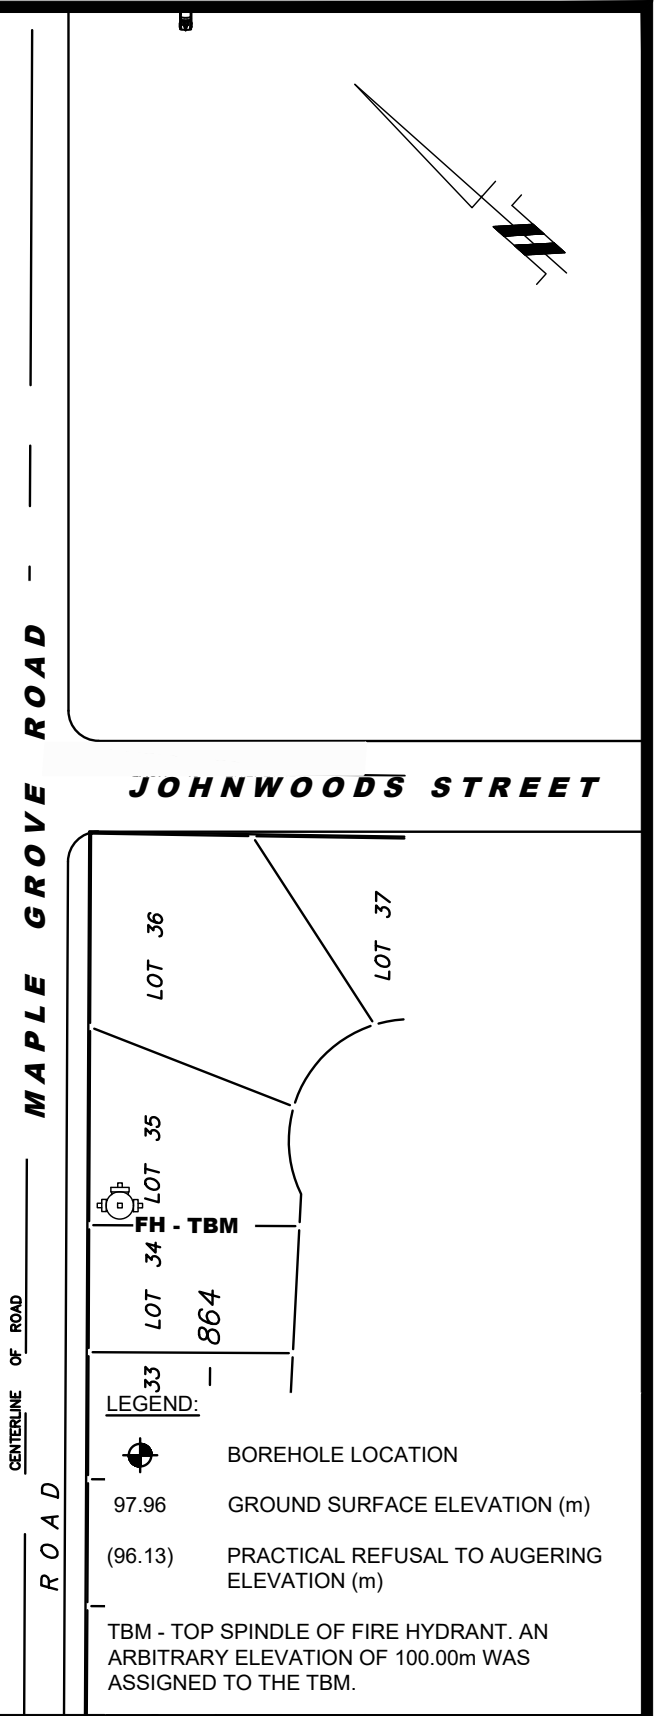 MAPLE GROVE ROAD
JOHNWOODS STREET
LOT 36
LOT 37
LOT 35
FH - TBM
LOT 34
864
33
CENTERLINE OF ROAD
ROAD
LEGEND:
BOREHOLE LOCATION
97.96 GROUND SURFACE ELEVATION (m)
(96.13) PRACTICAL REFUSAL TO AUGERING
ELEVATION (m)
TBM - TOP SPINDLE OF FIRE HYDRANT. AN
ARBITRARY ELEVATION OF 100.00m WAS
ASSIGNED TO THE TBM.